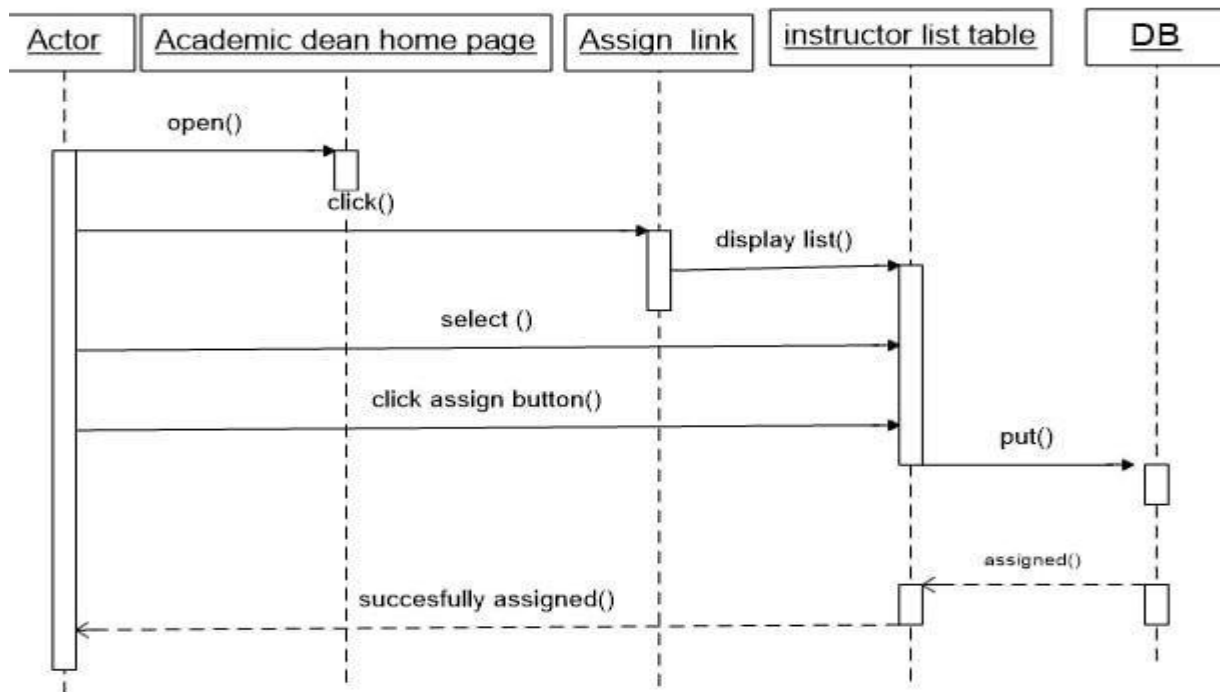 Actor
Academic dean home page
Assign link
instructor list table
DB
open()
click()
display list()
select ()
click assign button()
put()
assigned()
succesfully assigned()